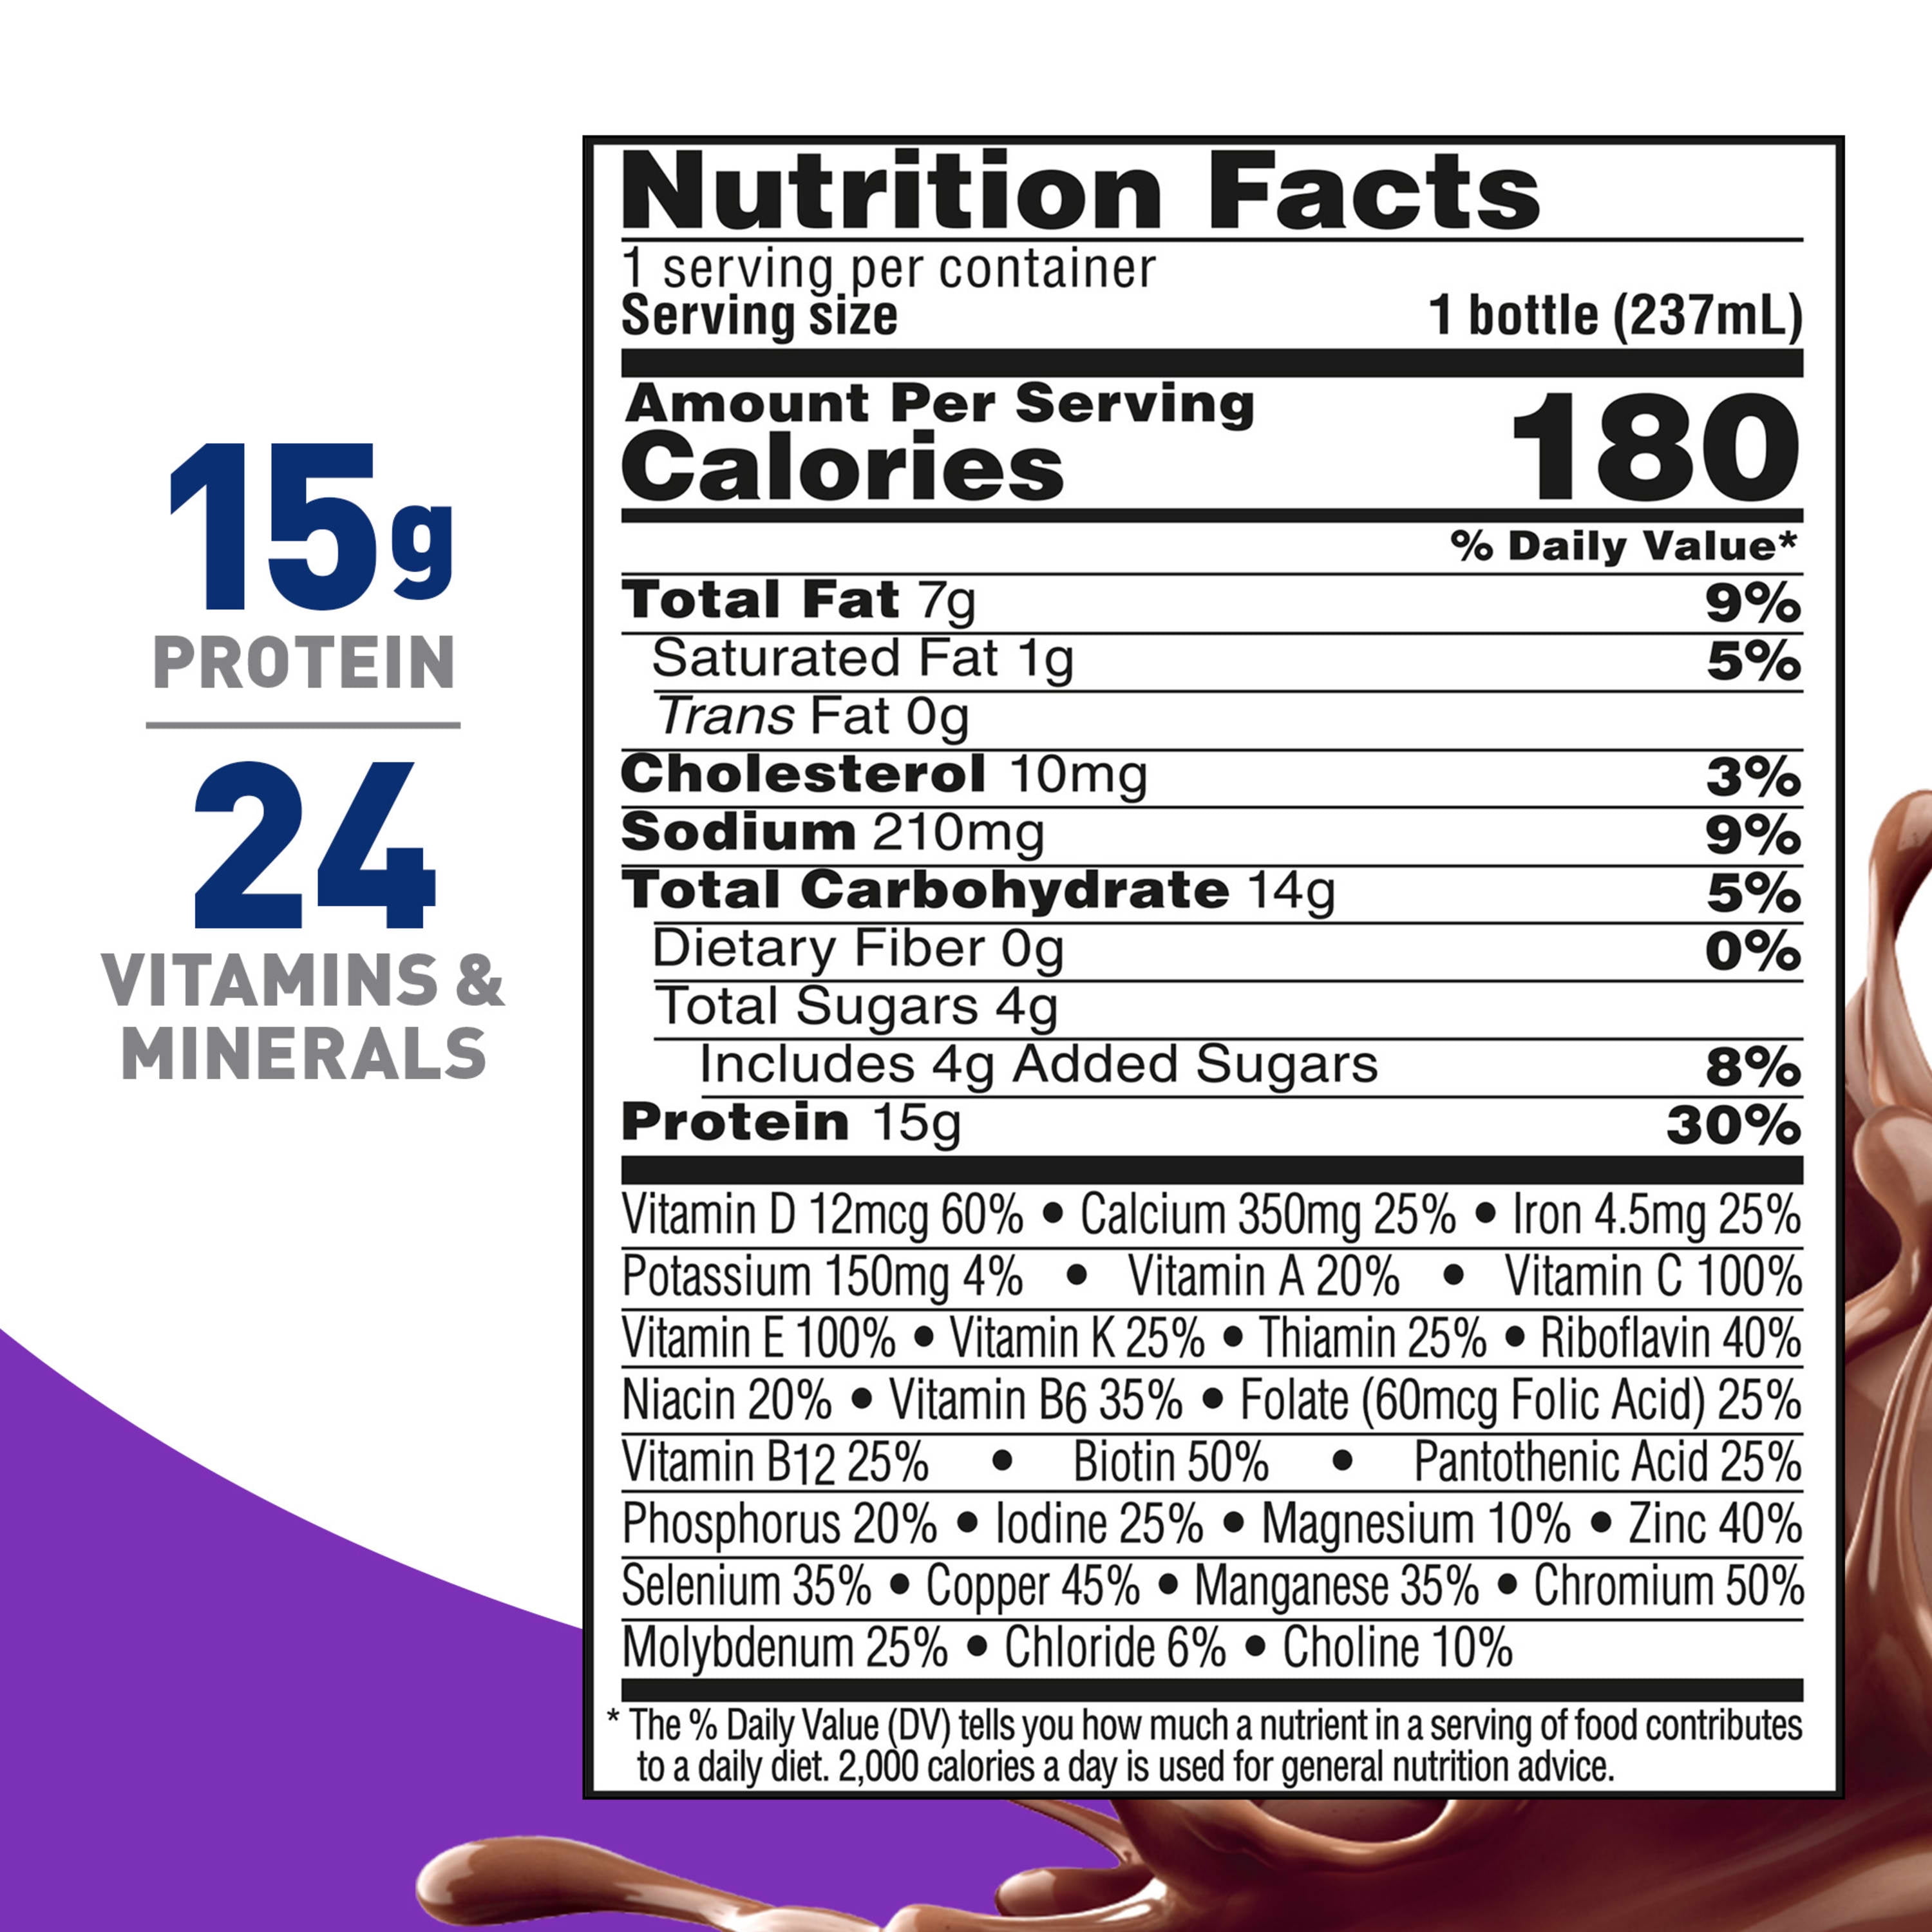 15g
PROTEIN
24
VITAMINS &
MINERALS
Nutrition Facts
1 serving per container
Serving size 1 bottle (237mL)
Amount Per Serving
Calories 180
% Daily Value*
Total Fat 7g 9%
Saturated Fat 1g 5%
Trans Fat 0g
Cholesterol 10mg 3%
Sodium 210mg 9%
Total Carbohydrate 14g 5%
Dietary Fiber 0g 0%
Total Sugars 4g
Includes 4g Added Sugars 8%
Protein 15g 30%
Vitamin D 12mcg 60% • Calcium 350mg 25% • Iron 4.5mg 25%
Potassium 150mg 4% • Vitamin A 20% • Vitamin C 100%
Vitamin E 100% • Vitamin K 25% • Thiamin 25% • Riboflavin 40%
Niacin 20% • Vitamin B6 35% • Folate (60mcg Folic Acid) 25%
Vitamin B12 25% • Biotin 50% • Pantothenic Acid 25%
Phosphorus 20% • Iodine 25% • Magnesium 10% • Zinc 40%
Selenium 35% • Copper 45% • Manganese 35% • Chromium 50%
Molybdenum 25% • Chloride 6% • Choline 10%
* The % Daily Value (DV) tells you how much a nutrient in a serving of food contributes
to a daily diet. 2,000 calories a day is used for general nutrition advice.